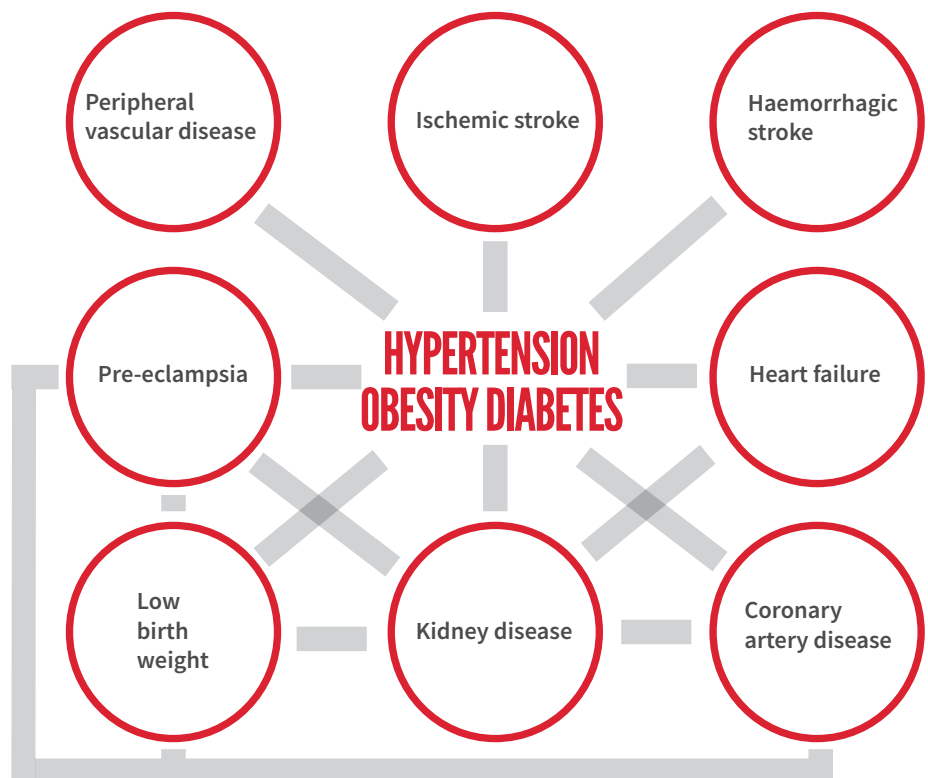 Peripheral
vascular disease
Ischemic stroke
Haemorrhagic
stroke
Pre-eclampsia
HYPERTENSION
OBESITY DIABETES
Heart failure
Low
birth
weight
Kidney disease
Coronary
artery disease